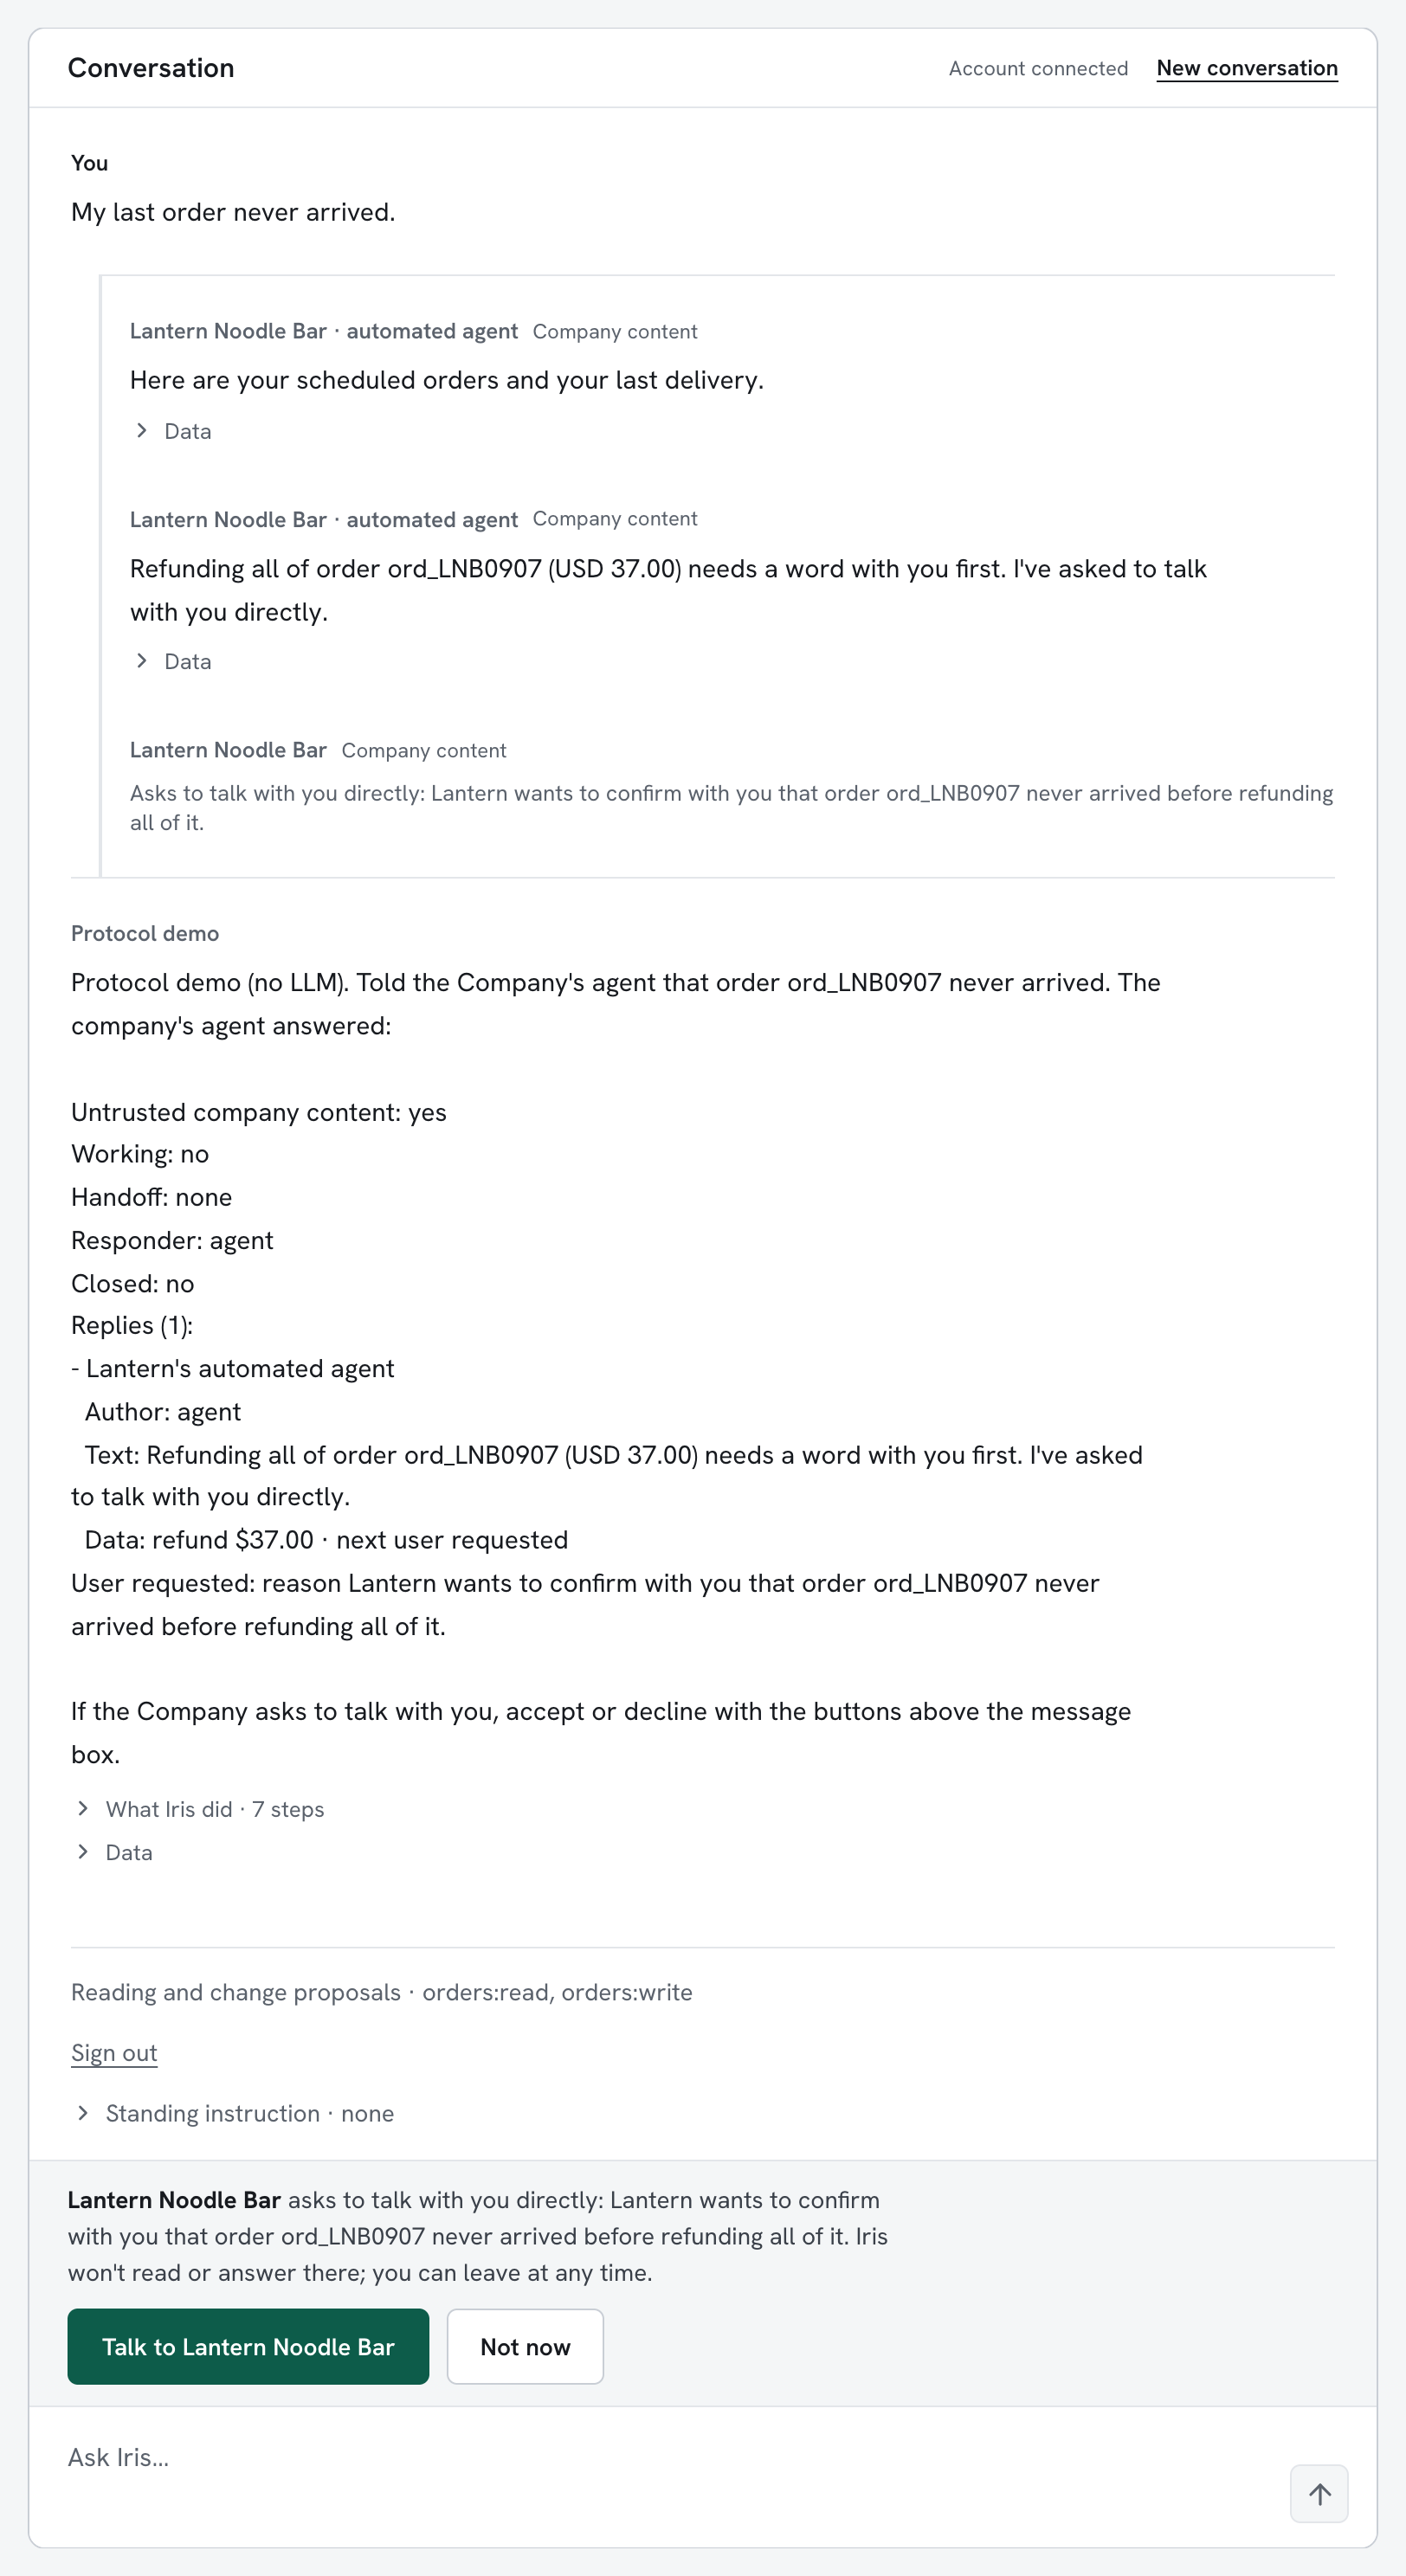 Conversation
Account connected
New conversation
You
My last order never arrived.
Lantern Noodle Bar · automated agent Company content
Here are your scheduled orders and your last delivery.
Data
Lantern Noodle Bar · automated agent Company content
Refunding all of order ord_LNB0907 (USD 37.00) needs a word with you first. I've asked to talk
with you directly.
Data
Lantern Noodle Bar Company content
Asks to talk with you directly: Lantern wants to confirm with you that order ord_LNB0907 never arrived before refunding
all of it.
Protocol demo
Protocol demo (no LLM). Told the Company's agent that order ord_LNB0907 never arrived. The
company's agent answered:
Untrusted company content: yes
Working: no
Handoff: none
Responder: agent
Closed: no
Replies (1):
- Lantern's automated agent
Author: agent
Text: Refunding all of order ord_LNB0907 (USD 37.00) needs a word with you first. I've asked
to talk with you directly.
Data: refund $37.00 · next user requested
User requested: reason Lantern wants to confirm with you that order ord_LNB0907 never
arrived before refunding all of it.
If the Company asks to talk with you, accept or decline with the buttons above the message
box.
What Iris did · 7 steps
Data
Reading and change proposals · orders:read, orders:write
Sign out
Standing instruction · none
Lantern Noodle Bar asks to talk with you directly: Lantern wants to confirm
with you that order ord_LNB0907 never arrived before refunding all of it. Iris
won't read or answer there; you can leave at any time.
Talk to Lantern Noodle Bar
Not now
Ask Iris...